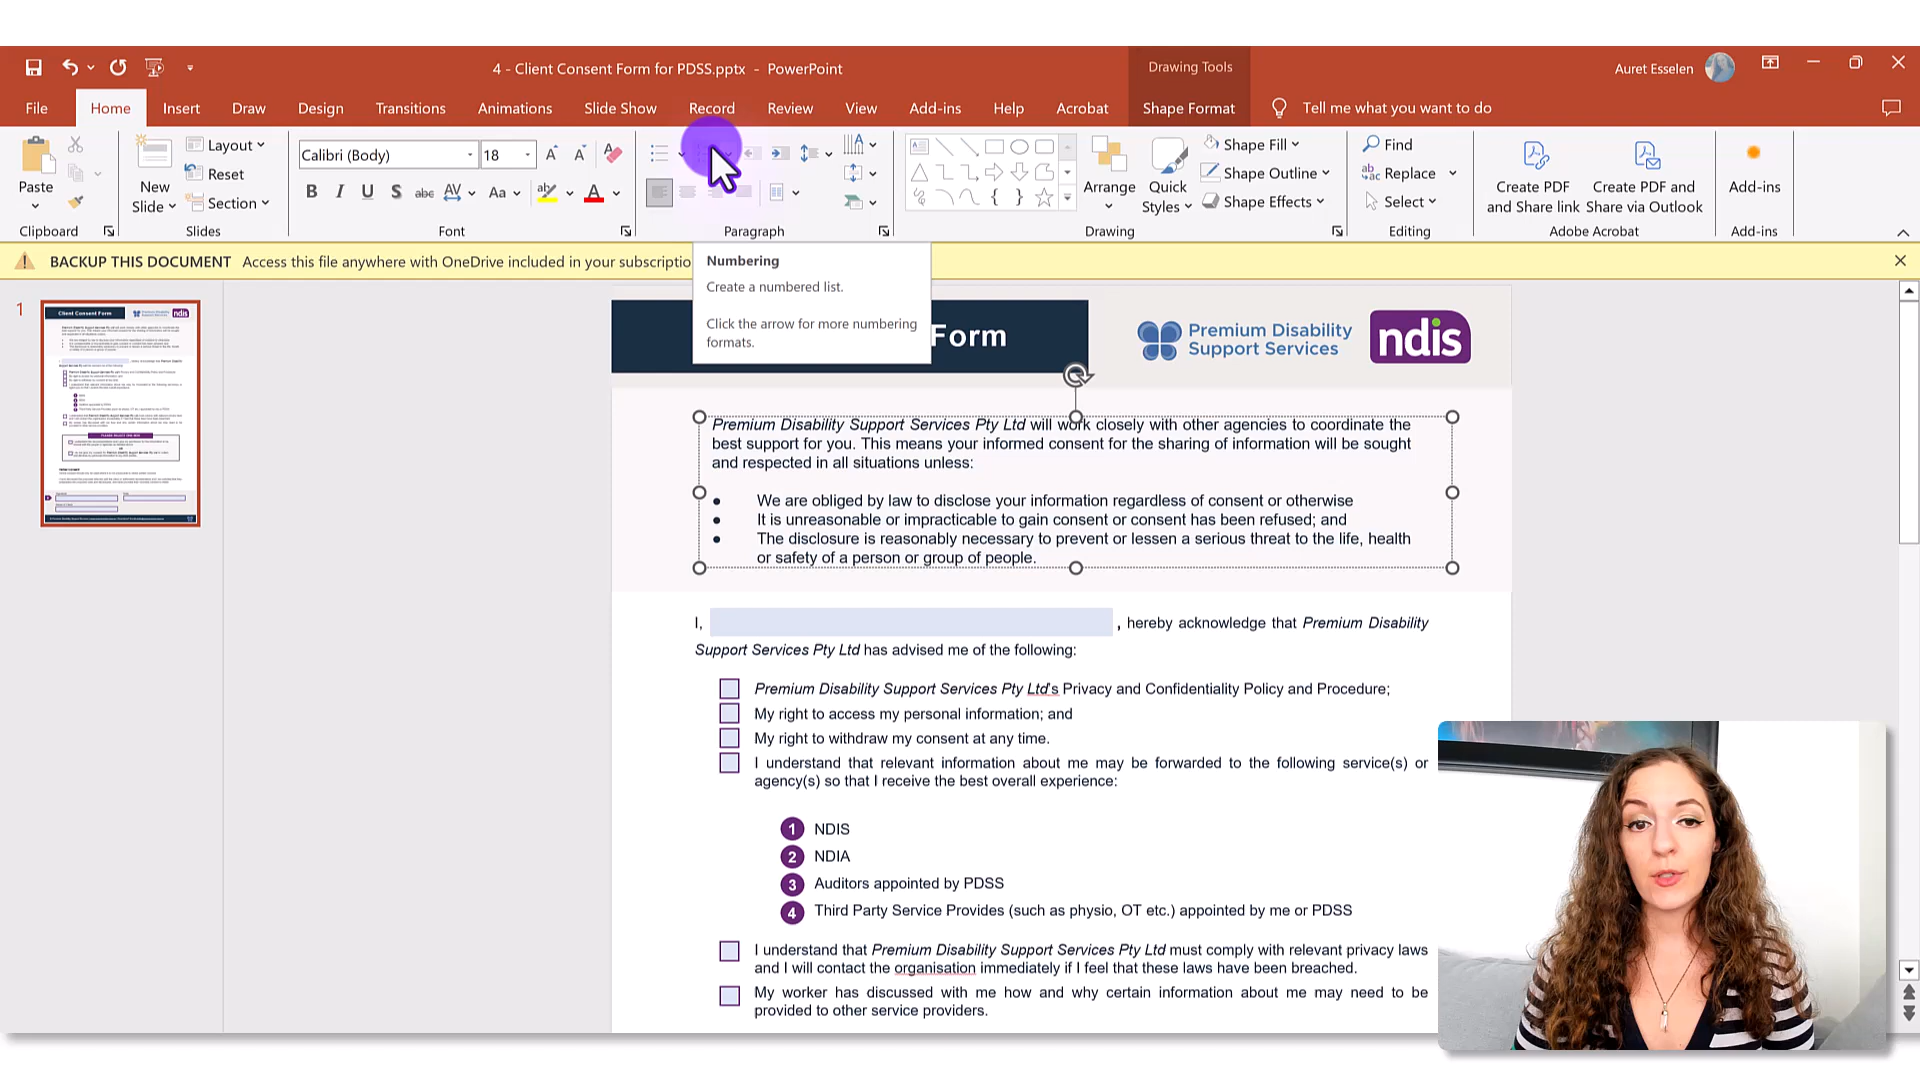 4 - Client Consent Form for PDSS.pptx - PowerPoint
Drawing Tools
Auret Esselen
File
Home
Insert
Draw
Design
Transitions
Animations
Slide Show
Record
Review
View
Add-ins
Help
Acrobat
Shape Format
Tell me what you want to do
Paste
Clipboard
New
Slide
Layout
Reset
Section
Slides
Calibri (Body)
18
Font
Paragraph
Arrange
Quick
Styles
Shape Fill
Shape Outline
Shape Effects
Drawing
Find
Replace
Select
Editing
Create PDF
and Share link
Create PDF and
Share via Outlook
Adobe Acrobat
Add-ins
Add-ins
BACKUP THIS DOCUMENT Access this file anywhere with OneDrive included in your subscriptio
Numbering
Create a numbered list.
Click the arrow for more numbering
formats.
1
Client Consent Form
Form
Premium Disability
Support Services
ndis
Premium Disability Support Services Pty Ltd will work closely with other agencies to coordinate the
best support for you. This means your informed consent for the sharing of information will be sought
and respected in all situations unless:
• We are obliged by law to disclose your information regardless of consent or otherwise
• It is unreasonable or impracticable to gain consent or consent has been refused; and
• The disclosure is reasonably necessary to prevent or lessen a serious threat to the life, health
or safety of a person or group of people.
I, , hereby acknowledge that Premium Disability
Support Services Pty Ltd has advised me of the following:
Premium Disability Support Services Pty Ltd's Privacy and Confidentiality Policy and Procedure;
My right to access my personal information; and
My right to withdraw my consent at any time.
I understand that relevant information about me may be forwarded to the following service(s) or
agency(s) so that I receive the best overall experience:
1 NDIS
2 NDIA
3 Auditors appointed by PDSS
4 Third Party Service Provides (such as physio, OT etc.) appointed by me or PDSS
I understand that Premium Disability Support Services Pty Ltd must comply with relevant privacy laws
and I will contact the organisation immediately if I feel that these laws have been breached.
My worker has discussed with me how and why certain information about me may need to be
provided to other service providers.